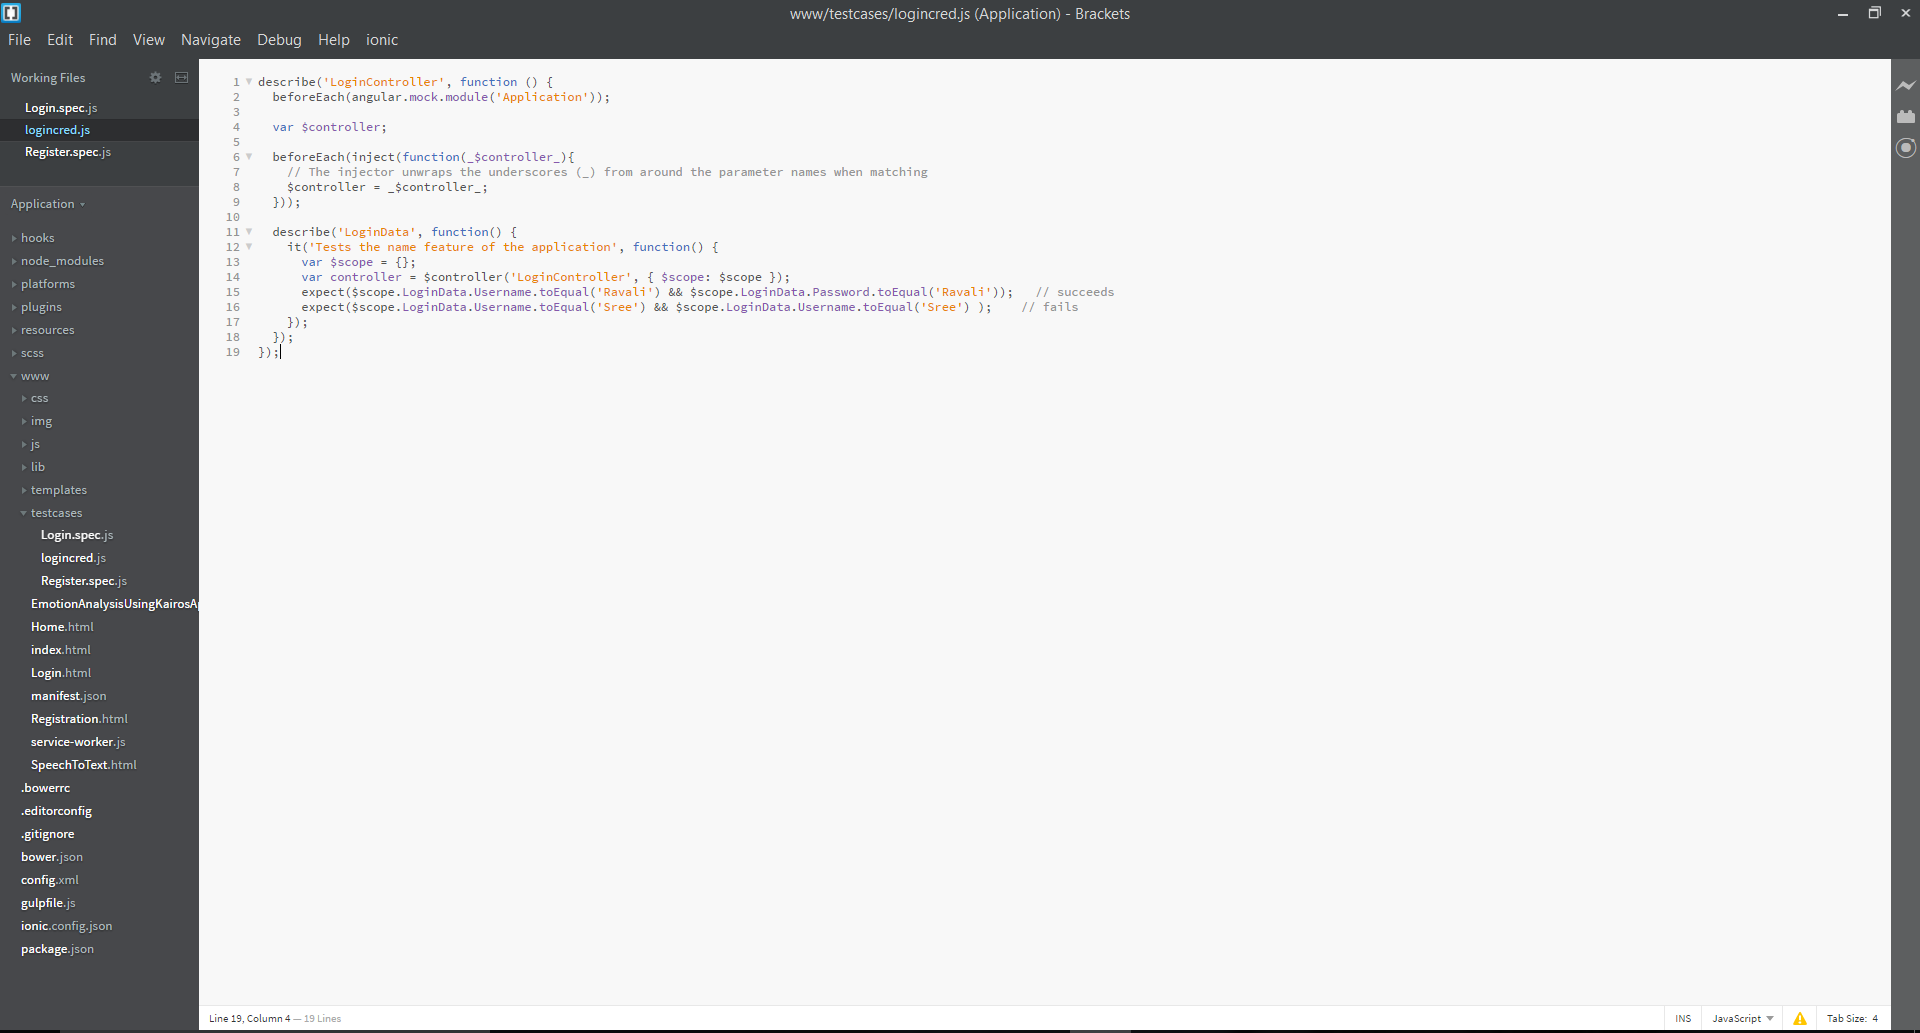 www/testcases/logincred.js (Application) - Brackets
File Edit Find View Navigate Debug Help ionic
Working Files
Login.spec.js
logincred.js
Register.spec.js
Application
hooks
node_modules
platforms
plugins
resources
scss
www
css
img
js
lib
templates
testcases
Login.spec.js
logincred.js
Register.spec.js
EmotionAnalysisUsingKairosAp
Home.html
index.html
Login.html
manifest.json
Registration.html
service-worker.js
SpeechToText.html
.bowerrc
.editorconfig
.gitignore
bower.json
config.xml
gulpfile.js
ionic.config.json
package.json
1 describe('LoginController', function () {
2 beforeEach(angular.mock.module('Application'));
3
4 var $controller;
5
6 beforeEach(inject(function(_$controller_){
7 // The injector unwraps the underscores (_) from around the parameter names when matching
8 $controller = _$controller_;
9 }));
10
11 describe('LoginData', function() {
12 it('Tests the name feature of the application', function() {
13 var $scope = {};
14 var controller = $controller('LoginController', { $scope: $scope });
15 expect($scope.LoginData.Username.toEqual('Ravali') && $scope.LoginData.Password.toEqual('Ravali')); // succeeds
16 expect($scope.LoginData.Username.toEqual('Sree') && $scope.LoginData.Username.toEqual('Sree') ); // fails
17 });
18 });
19 });
Line 19, Column 4 — 19 Lines
INS JavaScript Tab Size: 4